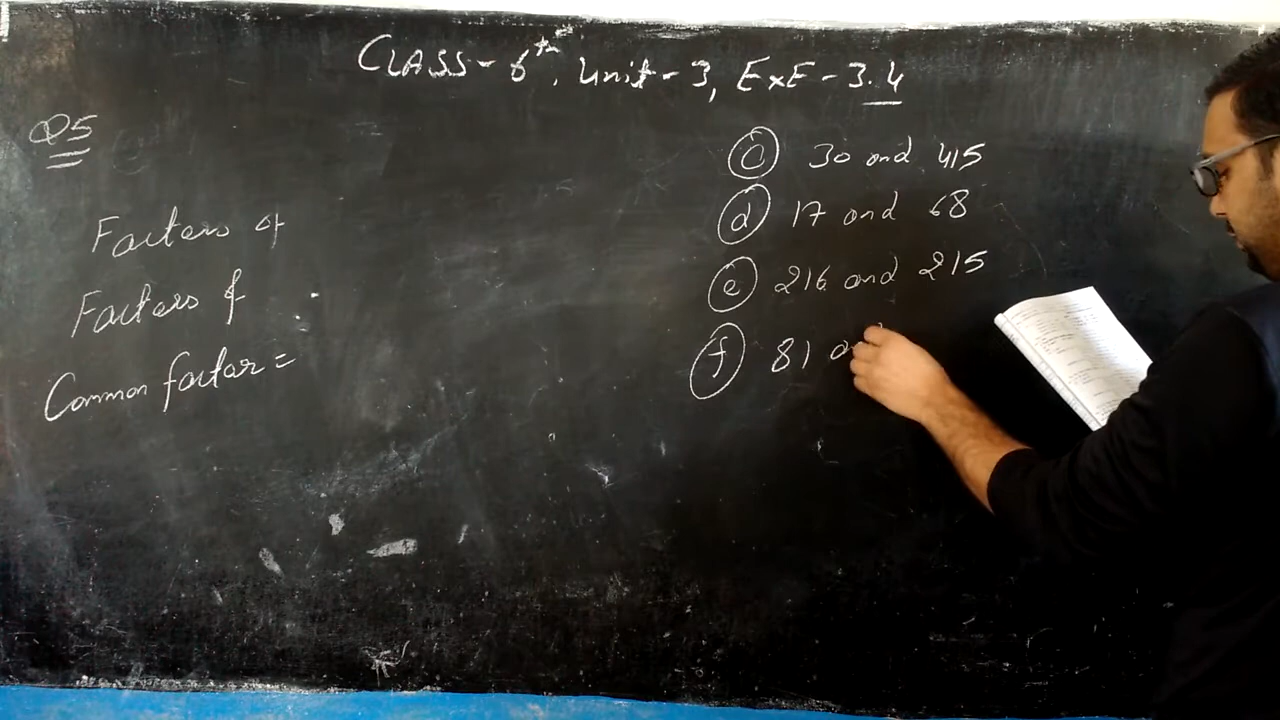 CLASS - 6th, Unit - 3, ExE - 3.4
Q5
Factors of
Factors of
Common factor =
c 30 and 415
d 17 and 68
e 216 and 215
f 81